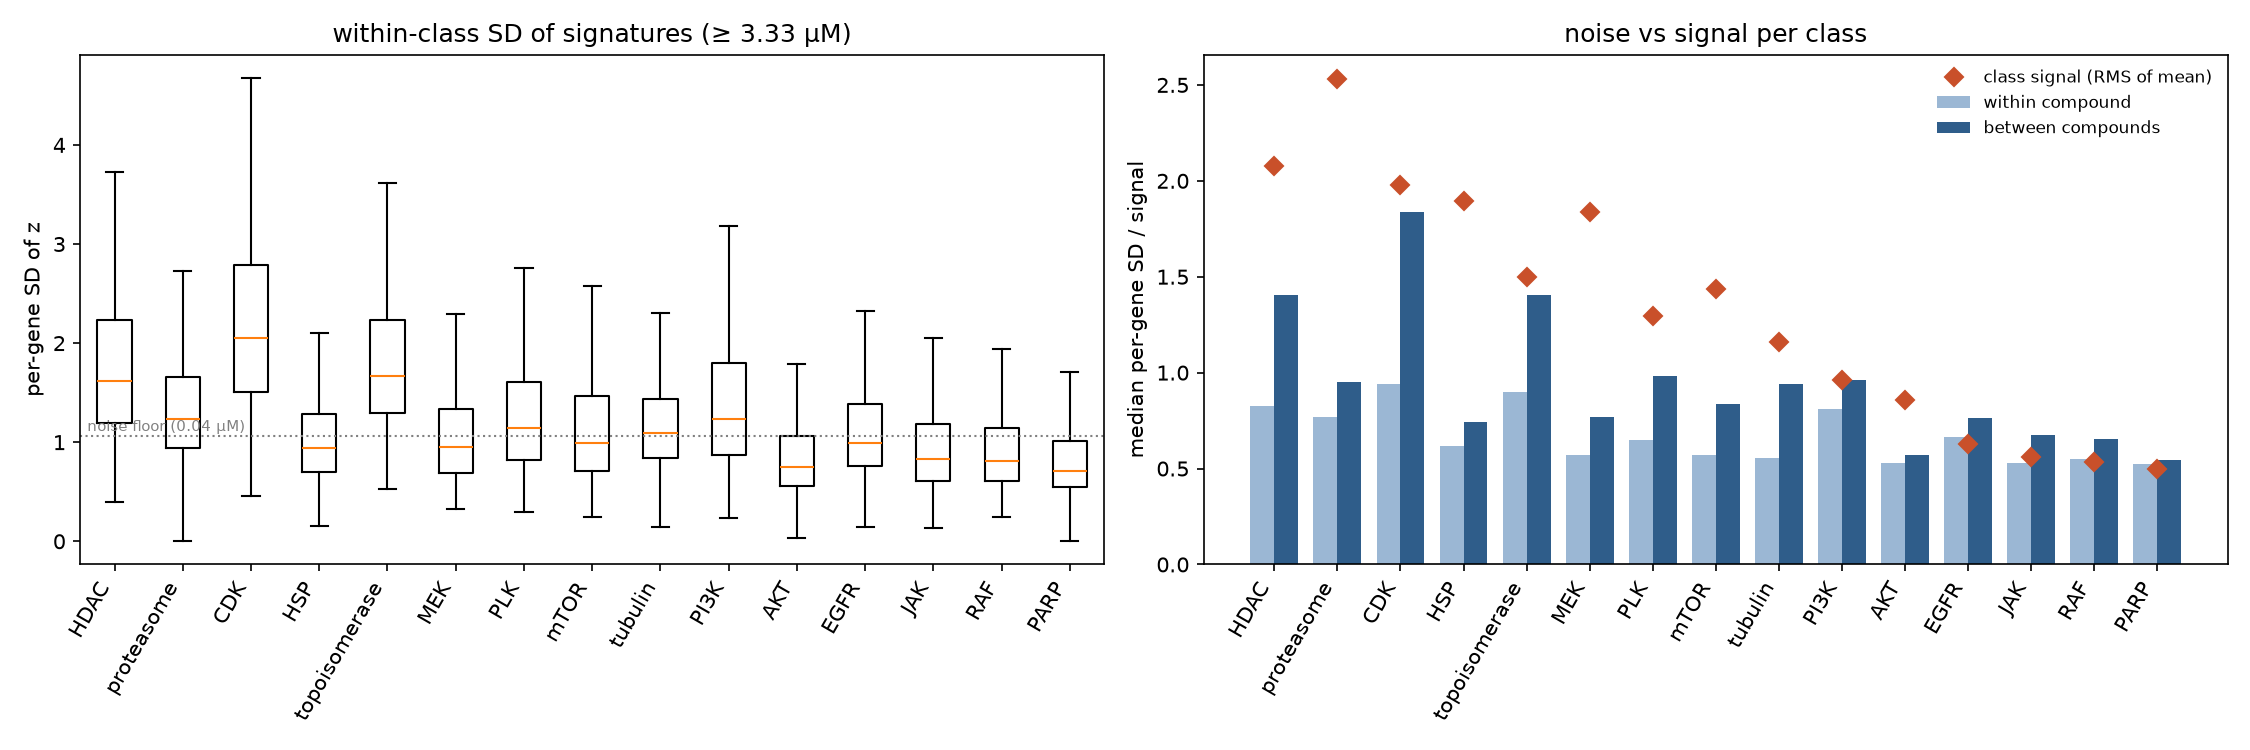 within-class SD of signatures (≥ 3.33 μM)
per-gene SD of z
4
3
2
1
0
noise floor (0.04 μM)
HDAC
proteasome
CDK
HSP
topoisomerase
MEK
PLK
mTOR
tubulin
PI3K
AKT
EGFR
JAK
RAF
PARP
noise vs signal per class
median per-gene SD / signal
2.5
2.0
1.5
1.0
0.5
0.0
class signal (RMS of mean)
within compound
between compounds
HDAC
proteasome
CDK
HSP
topoisomerase
MEK
PLK
mTOR
tubulin
PI3K
AKT
EGFR
JAK
RAF
PARP